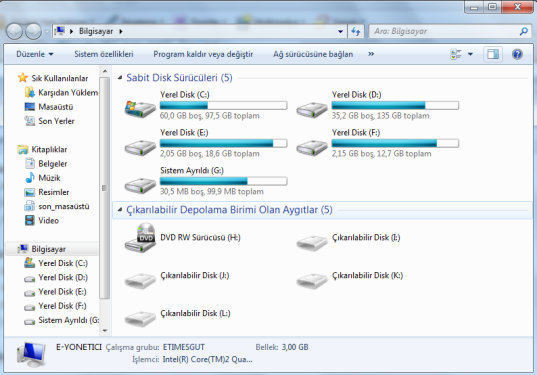 Bilgisayar
Ara: Bilgisayar
Düzenle
Sistem özellikleri
Program kaldır veya değiştir
Ağ sürücüsüne bağlan
»
Sık Kullanılanlar
Karşıdan Yüklem
Masaüstü
Son Yerler
Kitaplıklar
Belgeler
Müzik
Resimler
son_masaüstü
Video
Bilgisayar
Yerel Disk (C:)
Yerel Disk (D:)
Yerel Disk (E:)
Yerel Disk (F:)
Sistem Ayrıldı (G:
Sabit Disk Sürücüleri (5)
Yerel Disk (C:)
60,0 GB boş, 97,5 GB toplam
Yerel Disk (D:)
35,2 GB boş, 135 GB toplam
Yerel Disk (E:)
2,05 GB boş, 18,6 GB toplam
Yerel Disk (F:)
2,15 GB boş, 12,7 GB toplam
Sistem Ayrıldı (G:)
30,5 MB boş, 99,9 MB toplam
Çıkarılabilir Depolama Birimi Olan Aygıtlar (5)
DVD
DVD RW Sürücüsü (H:)
Çıkarılabilir Disk (I:)
Çıkarılabilir Disk (J:)
Çıkarılabilir Disk (K:)
Çıkarılabilir Disk (L:)
E-YONETICI Çalışma grubu: ETIMESGUT Bellek: 3,00 GB
İşlemci: Intel(R) Core(TM)2 Qua...